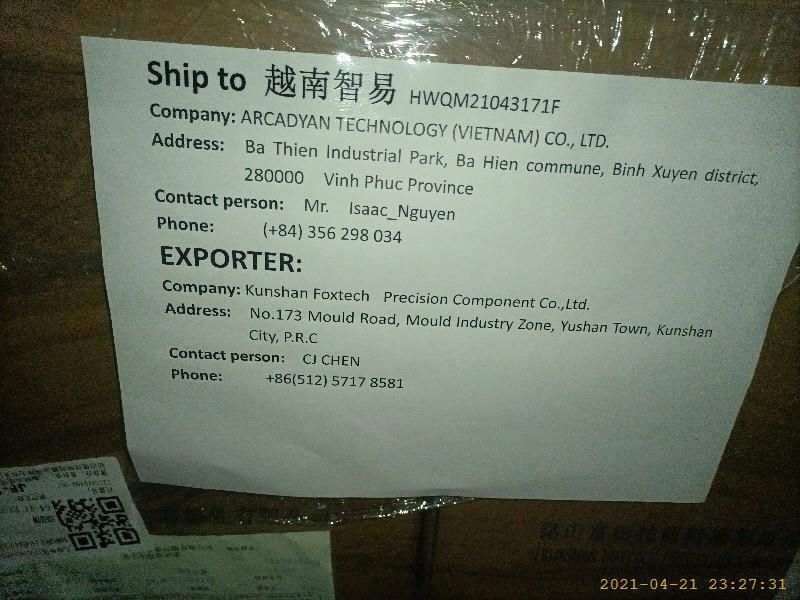 Ship to 越南智易 HWQM21043171F
Company: ARCADYAN TECHNOLOGY (VIETNAM) CO., LTD.
Address: Ba Thien Industrial Park, Ba Hien commune, Binh Xuyen district,
280000 Vinh Phuc Province
Contact person: Mr. Isaac_Nguyen
Phone: (+84) 356 298 034
EXPORTER:
Company: Kunshan Foxtech Precision Component Co.,Ltd.
Address: No.173 Mould Road, Mould Industry Zone, Yushan Town, Kunshan
City, P.R.C
Contact person: CJ CHEN
Phone: +86(512) 5717 8581
2021-04-21 23:27:31